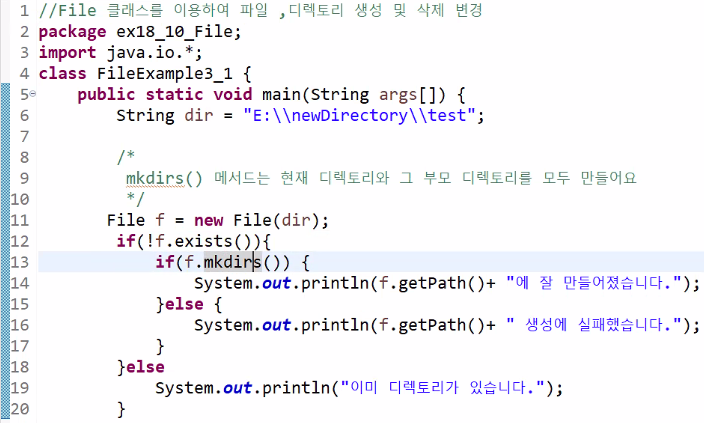 1 //File 클래스를 이용하여 파일 ,디렉토리 생성 및 삭제 변경
2 package ex18_10_File;
3 import java.io.*;
4 class FileExample3_1 {
5 public static void main(String args[]) {
6 String dir = "E:\\newDirectory\\test";
7
8 /*
9 mkdirs() 메서드는 현재 디렉토리와 그 부모 디렉토리를 모두 만들어요
10 */
11 File f = new File(dir);
12 if(!f.exists()){
13 if(f.mkdirs()) {
14 System.out.println(f.getPath()+ "에 잘 만들어졌습니다.");
15 }else {
16 System.out.println(f.getPath()+ " 생성에 실패했습니다.");
17 }
18 }else
19 System.out.println("이미 디렉토리가 있습니다.");
20 }